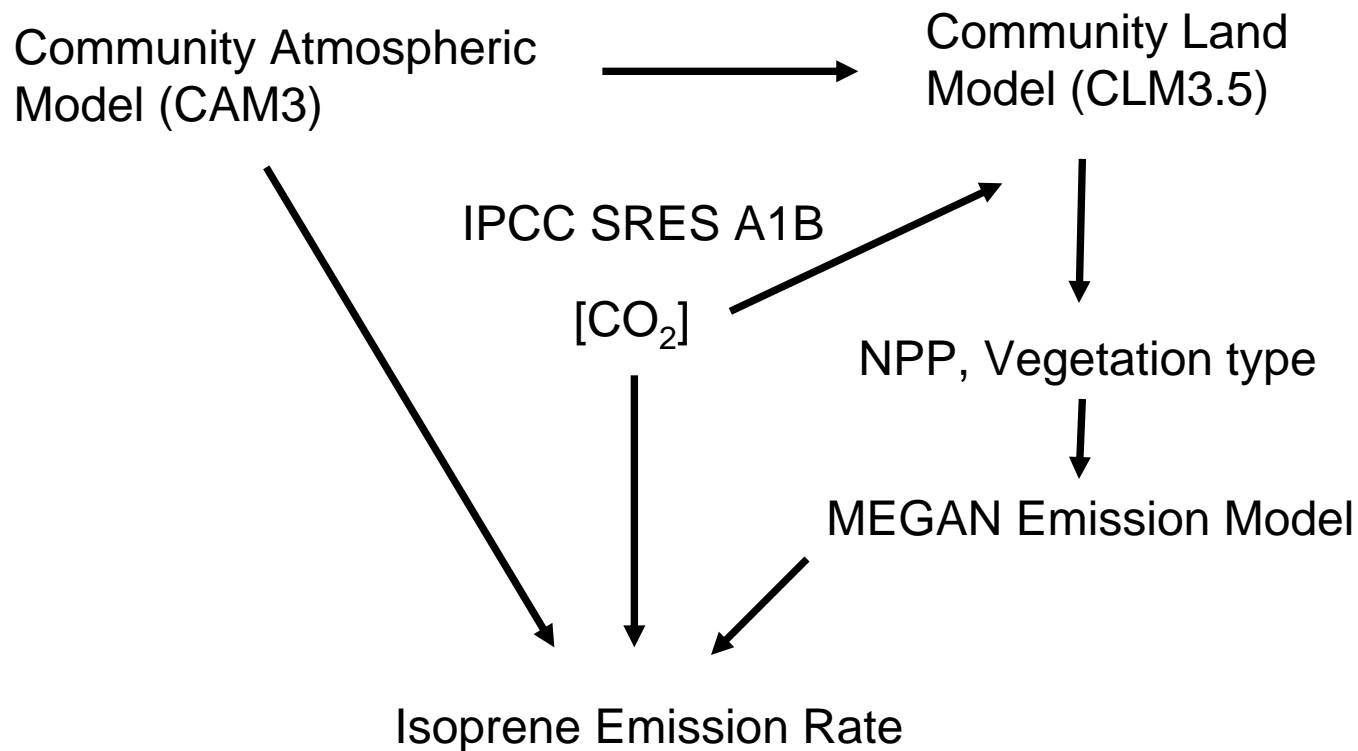 Community Atmospheric
Model (CAM3)
Community Land
Model (CLM3.5)
IPCC SRES A1B
[CO₂]
NPP, Vegetation type
MEGAN Emission Model
Isoprene Emission Rate